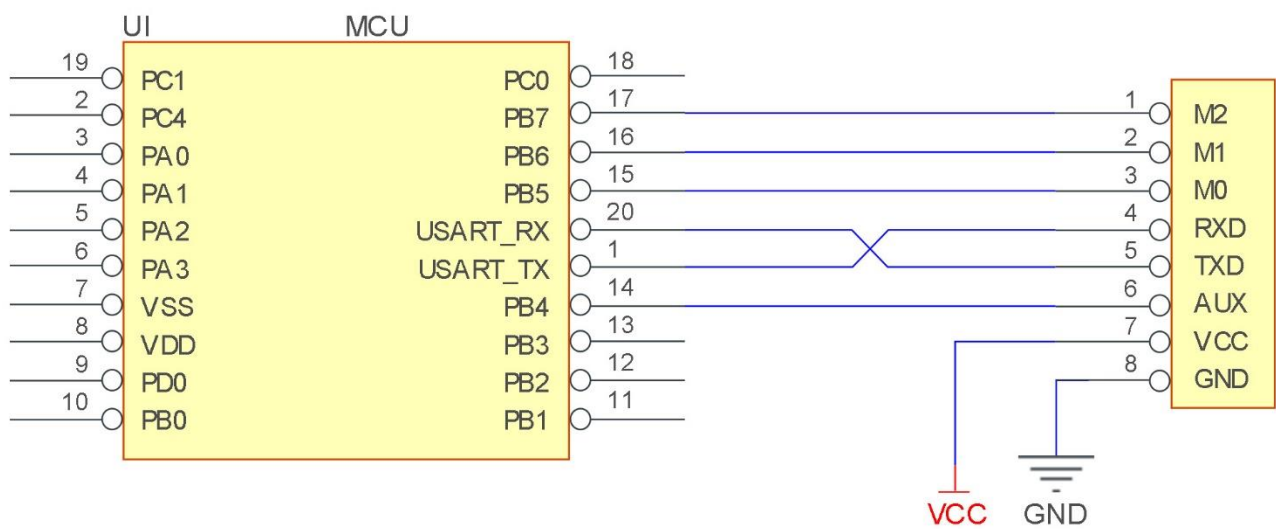 UI MCU
19 PC1 PC0 18
2 PC4 PB7 17 1 M2
3 PA0 PB6 16 2 M1
4 PA1 PB5 15 3 M0
5 PA2 USART_RX 20 4 RXD
6 PA3 USART_TX 1 5 TXD
7 VSS PB4 14 6 AUX
8 VDD PB3 13 7 VCC
9 PD0 PB2 12 8 GND
10 PB0 PB1 11
VCC GND